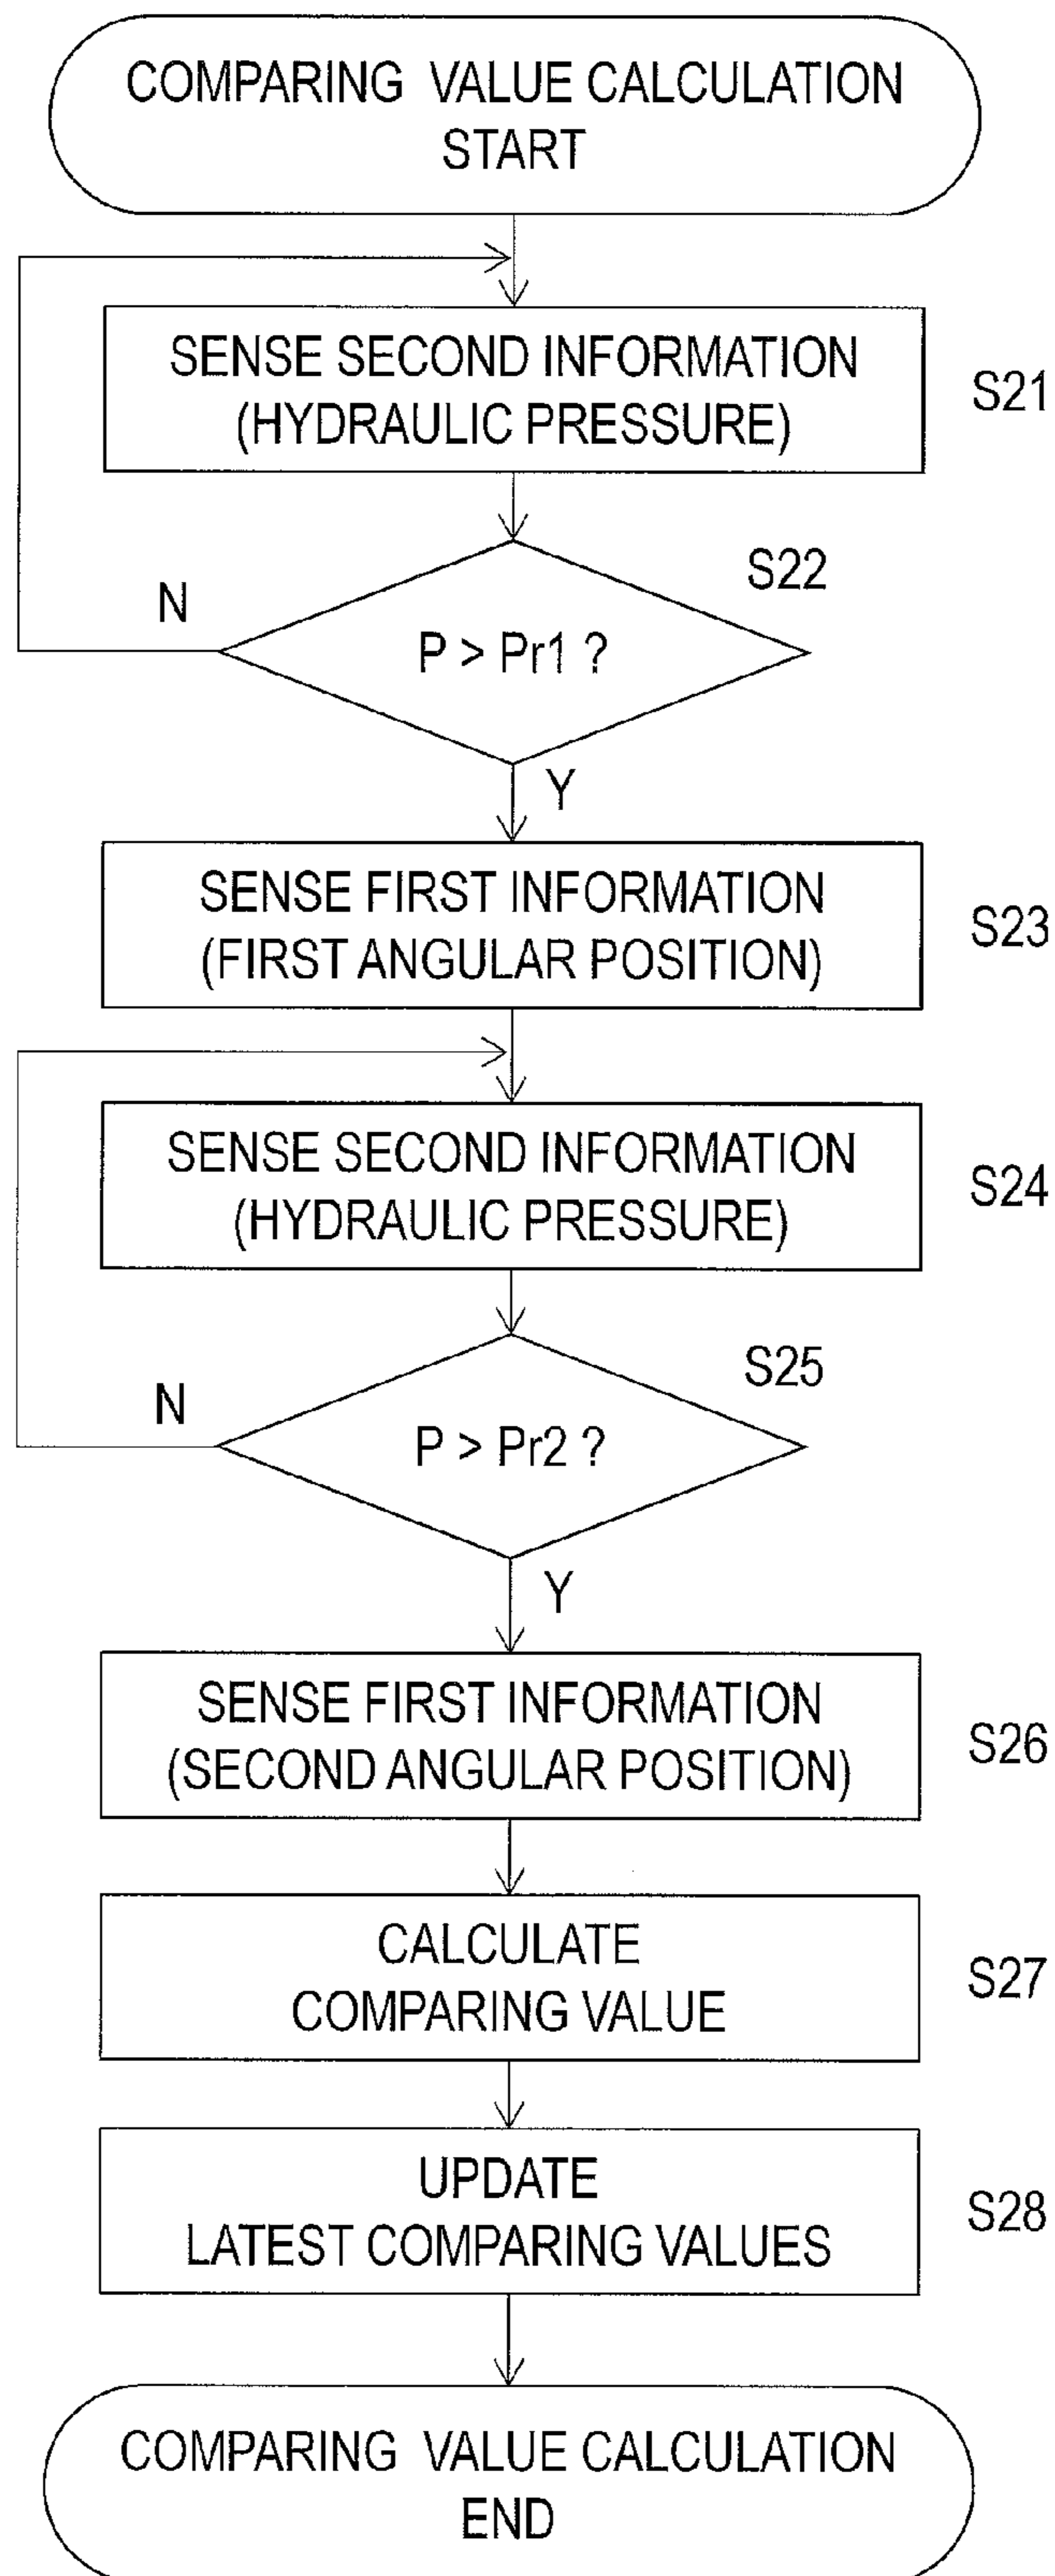 COMPARING VALUE CALCULATION
START
SENSE SECOND INFORMATION
(HYDRAULIC PRESSURE)
S21
S22
N
P > Pr1 ?
Y
SENSE FIRST INFORMATION
(FIRST ANGULAR POSITION)
S23
SENSE SECOND INFORMATION
(HYDRAULIC PRESSURE)
S24
S25
N
P > Pr2 ?
Y
SENSE FIRST INFORMATION
(SECOND ANGULAR POSITION)
S26
CALCULATE
COMPARING VALUE
S27
UPDATE
LATEST COMPARING VALUES
S28
COMPARING VALUE CALCULATION
END